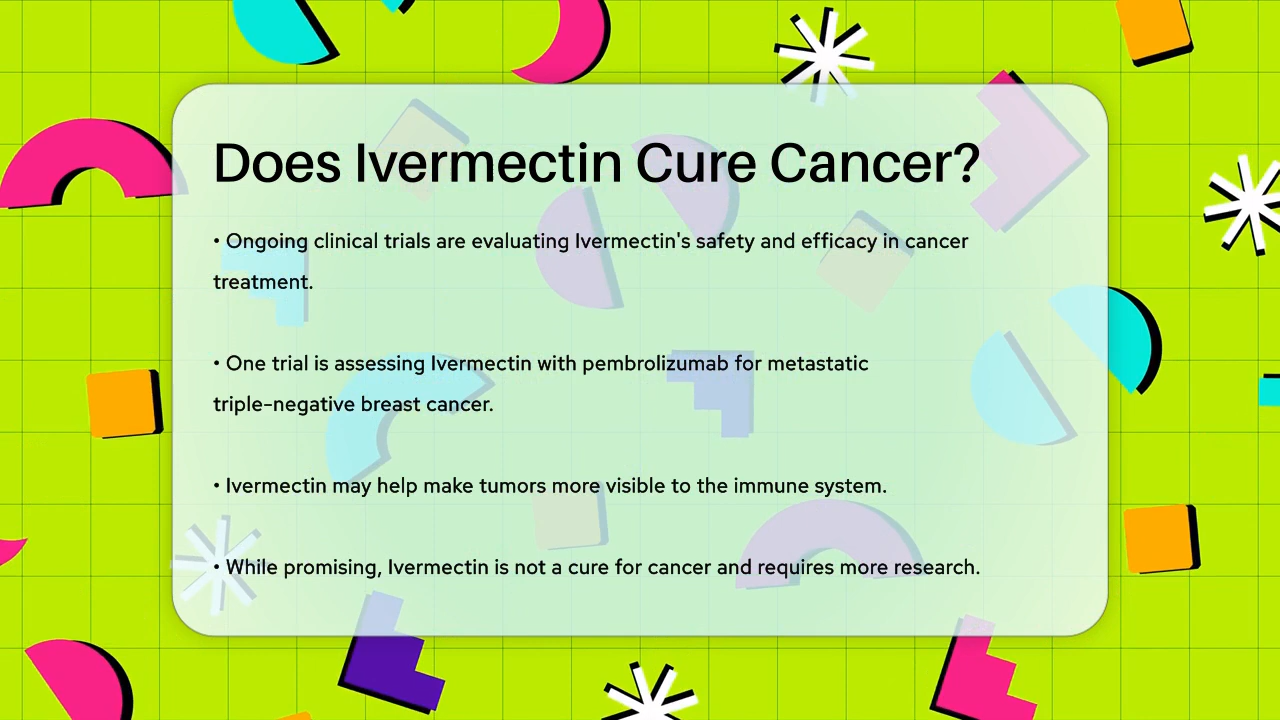 Does Ivermectin Cure Cancer?
• Ongoing clinical trials are evaluating Ivermectin's safety and efficacy in cancer
treatment.
• One trial is assessing Ivermectin with pembrolizumab for metastatic
triple-negative breast cancer.
• Ivermectin may help make tumors more visible to the immune system.
• While promising, Ivermectin is not a cure for cancer and requires more research.